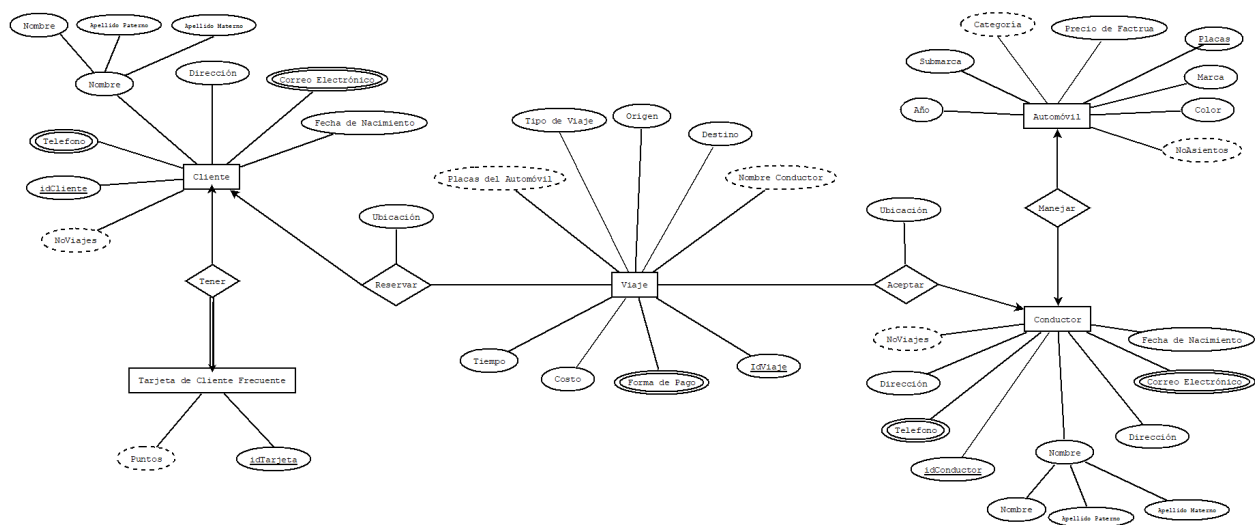 Nombre
Apellido Paterno
Apellido Materno
Nombre
Dirección
Correo Electrónico
Fecha de Nacimiento
Telefono
idCliente
NoViajes
Cliente
Tener
Tarjeta de Cliente Frecuente
Puntos
idTarjeta
Ubicación
Reservar
Tipo de Viaje
Origen
Destino
Placas del Automóvil
Nombre Conductor
Viaje
Tiempo
Costo
Forma de Pago
IdViaje
Ubicación
Aceptar
Categoría
Precio de Factrua
Placas
Submarca
Marca
Año
Color
Automóvil
NoAsientos
Manejar
Conductor
NoViajes
Fecha de Nacimiento
Dirección
Correo Electrónico
Telefono
Dirección
idConductor
Nombre
Nombre
Apellido Paterno
Apellido Materno